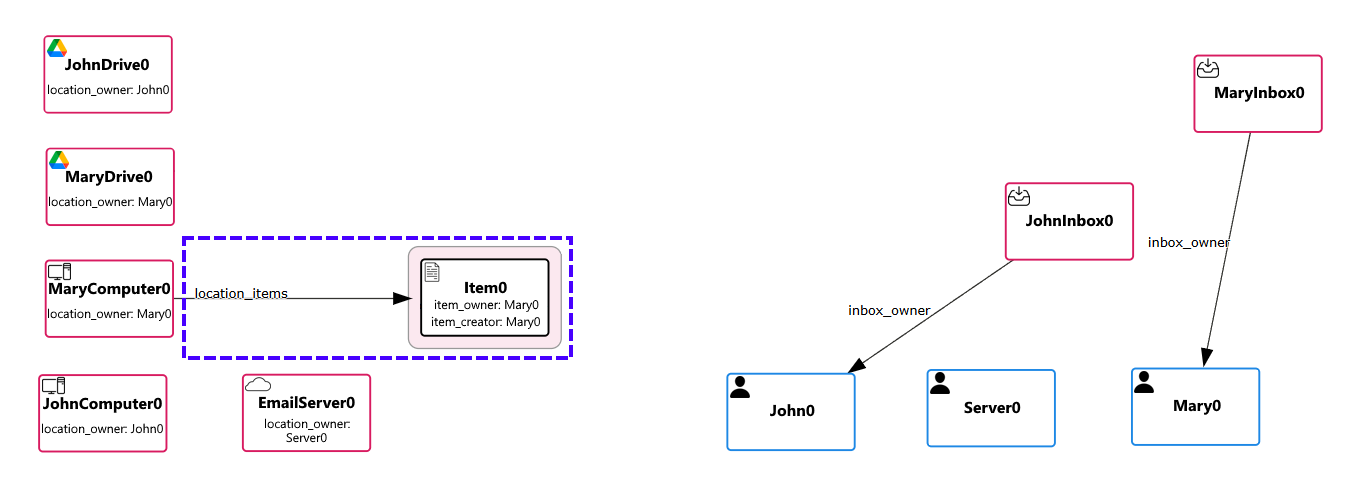 JohnDrive0
location_owner: John0
MaryDrive0
location_owner: Mary0
MaryComputer0
location_owner: Mary0
location_items
Item0
item_owner: Mary0
item_creator: Mary0
JohnComputer0
location_owner: John0
EmailServer0
location_owner:
Server0
MaryInbox0
JohnInbox0
inbox_owner
inbox_owner
John0
Server0
Mary0